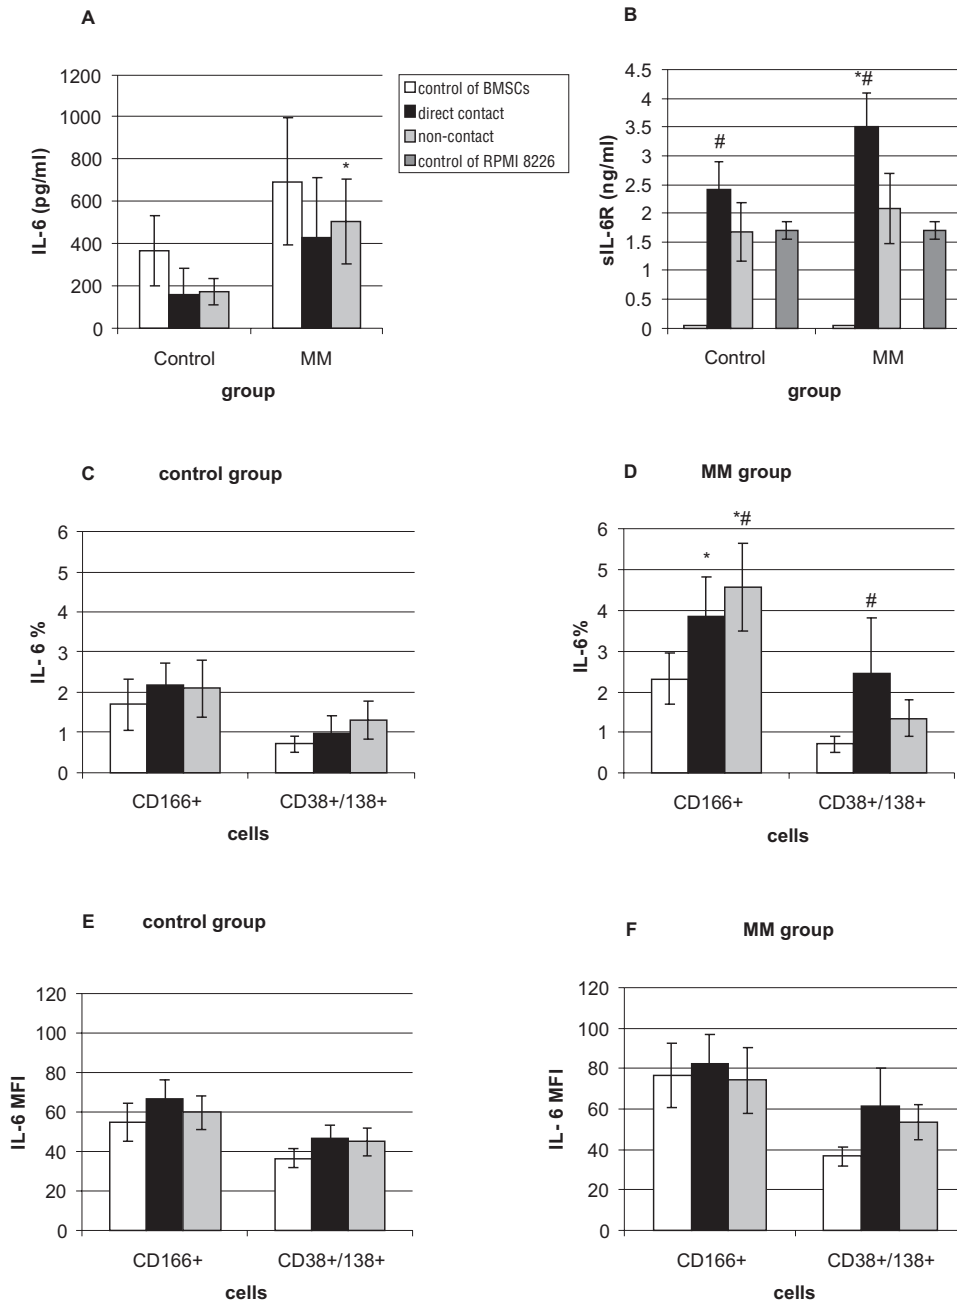 A
1200
1000
800
600
400
200
0
IL-6 (pg/ml)
*
Control
MM
group
control of BMSCs
direct contact
non-contact
control of RPMI 8226
B
4.5
4
3.5
3
2.5
2
1.5
1
0.5
0
sIL-6R (ng/ml)
#
*#
Control
MM
group
C control group
6
5
4
3
2
1
0
IL- 6 %
CD166+
CD38+/138+
cells
D MM group
6
5
4
3
2
1
0
IL-6%
*
*#
#
CD166+
CD38+/138+
cells
E control group
120
100
80
60
40
20
0
IL-6 MFI
CD166+
CD38+/138+
cells
F MM group
120
100
80
60
40
20
0
IL- 6 MFI
CD166+
CD38+/138+
cells